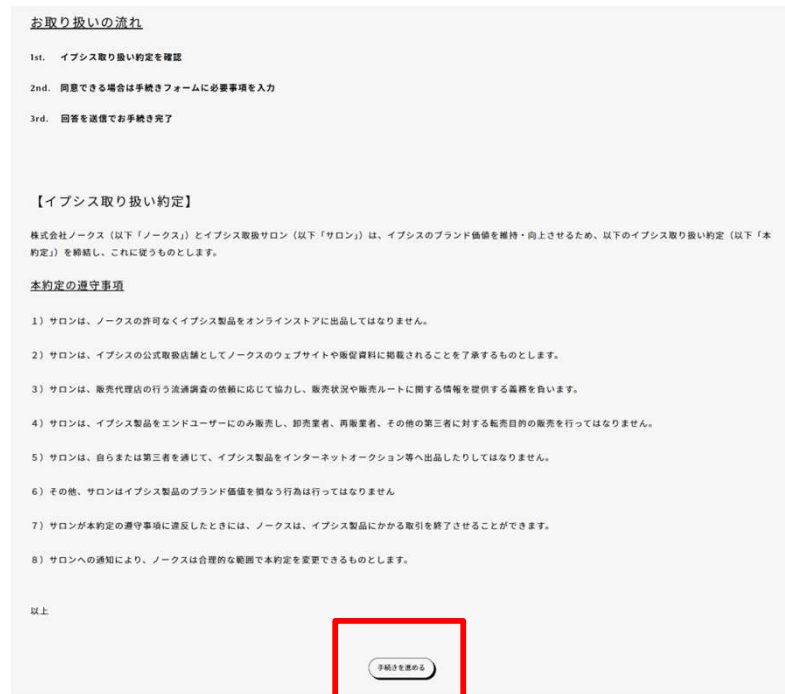 お取り扱いの流れ
1st. イプシス取り扱い約定を確認
2nd. 同意できる場合は手続きフォームに必要事項を入力
3rd. 回答を送信でお手続き完了
【イプシス取り扱い約定】
株式会社ノークス（以下「ノークス」）とイプシス取扱サロン（以下「サロン」）は、イプシスのブランド価値を維持・向上させるため、以下のイプシス取り扱い約定（以下「本
約定」）を締結し、これに従うものとします。
本約定の遵守事項
1）サロンは、ノークスの許可なくイプシス製品をオンラインストアに出品してはなりません。
2）サロンは、イプシスの公式取扱店舗としてノークスのウェブサイトや販促資料に掲載されることを了承するものとします。
3）サロンは、販売代理店の行う流通調査の依頼に応じて協力し、販売状況や販売ルートに関する情報を提供する義務を負います。
4）サロンは、イプシス製品をエンドユーザーにのみ販売し、卸売業者、再販業者、その他の第三者に対する転売目的の販売を行ってはなりません。
5）サロンは、自らまたは第三者を通じて、イプシス製品をインターネットオークション等へ出品したりしてはなりません。
6）その他、サロンはイプシス製品のブランド価値を損なう行為は行ってはなりません
7）サロンが本約定の遵守事項に違反したときには、ノークスは、イプシス製品にかかる取引を終了させることができます。
8）サロンへの通知により、ノークスは合理的な範囲で本約定を変更できるものとします。
以上
手続きを進める